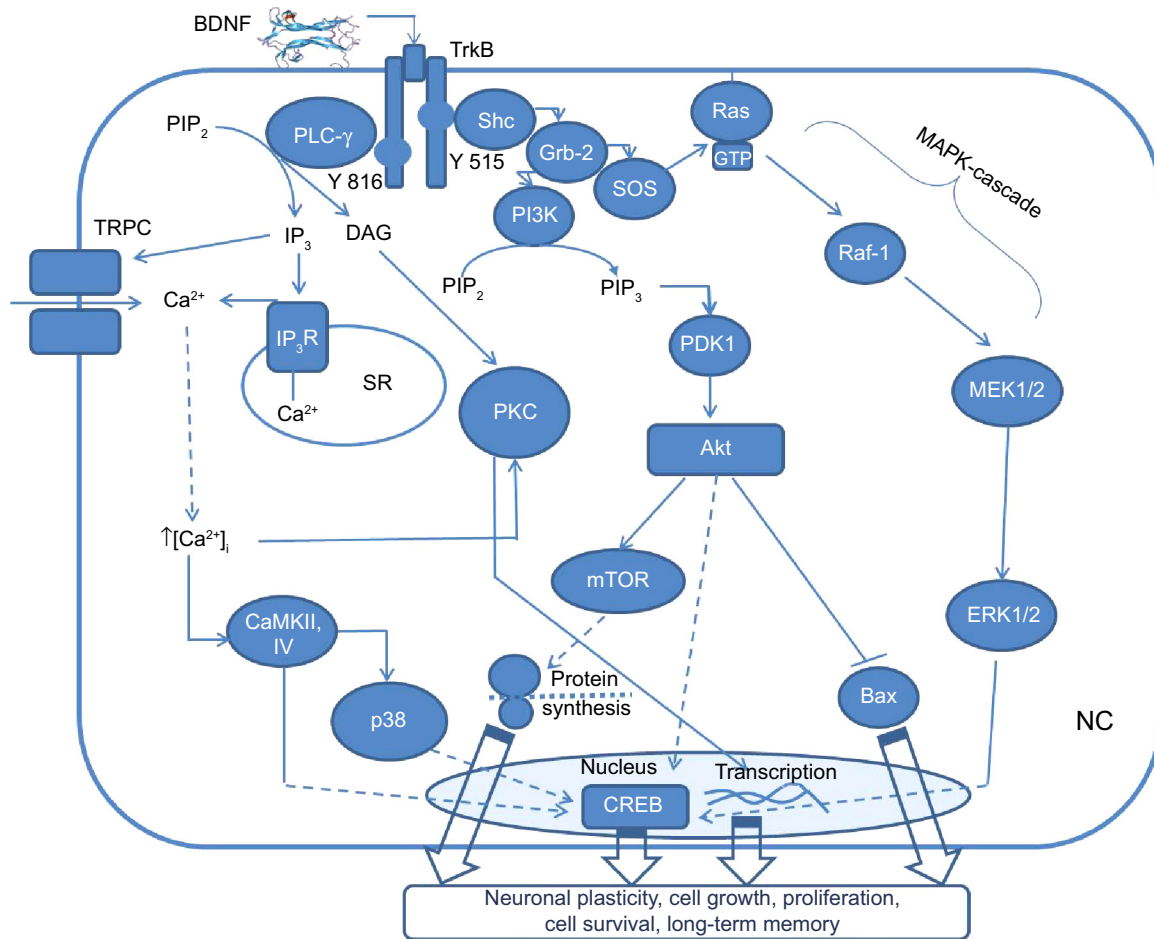 BDNF
TrkB
PLC-γ
Shc
Ras
GTP
PIP₂
Y 816
Y 515
Grb-2
SOS
MAPK-cascade
PI3K
TRPC
IP₃
DAG
Raf-1
PIP₂
PIP₃
Ca²⁺
IP₃R
PDK1
SR
Ca²⁺
PKC
MEK1/2
Akt
↑[Ca²⁺]ᵢ
mTOR
CaMKII,
IV
ERK1/2
Protein
synthesis
Bax
p38
NC
Nucleus
Transcription
CREB
Neuronal plasticity, cell growth, proliferation,
cell survival, long-term memory